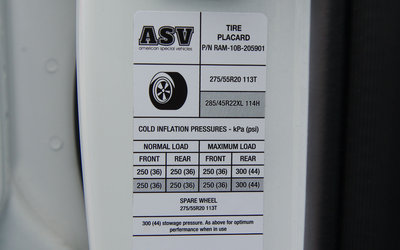 ASV
american special vehicles
TIRE
PLACARD
P/N RAM-10B-205901
275/55R20 113T
285/45R22XL 114H
COLD INFLATION PRESSURES - kPa (psi)
NORMAL LOAD MAXIMUM LOAD
FRONT REAR FRONT REAR
250 (36) 250 (36) 250 (36) 300 (44)
250 (36) 250 (36) 250 (36) 300 (44)
SPARE WHEEL
275/55R20 113T
300 (44) stowage pressure. As above for optimum
performance when in use